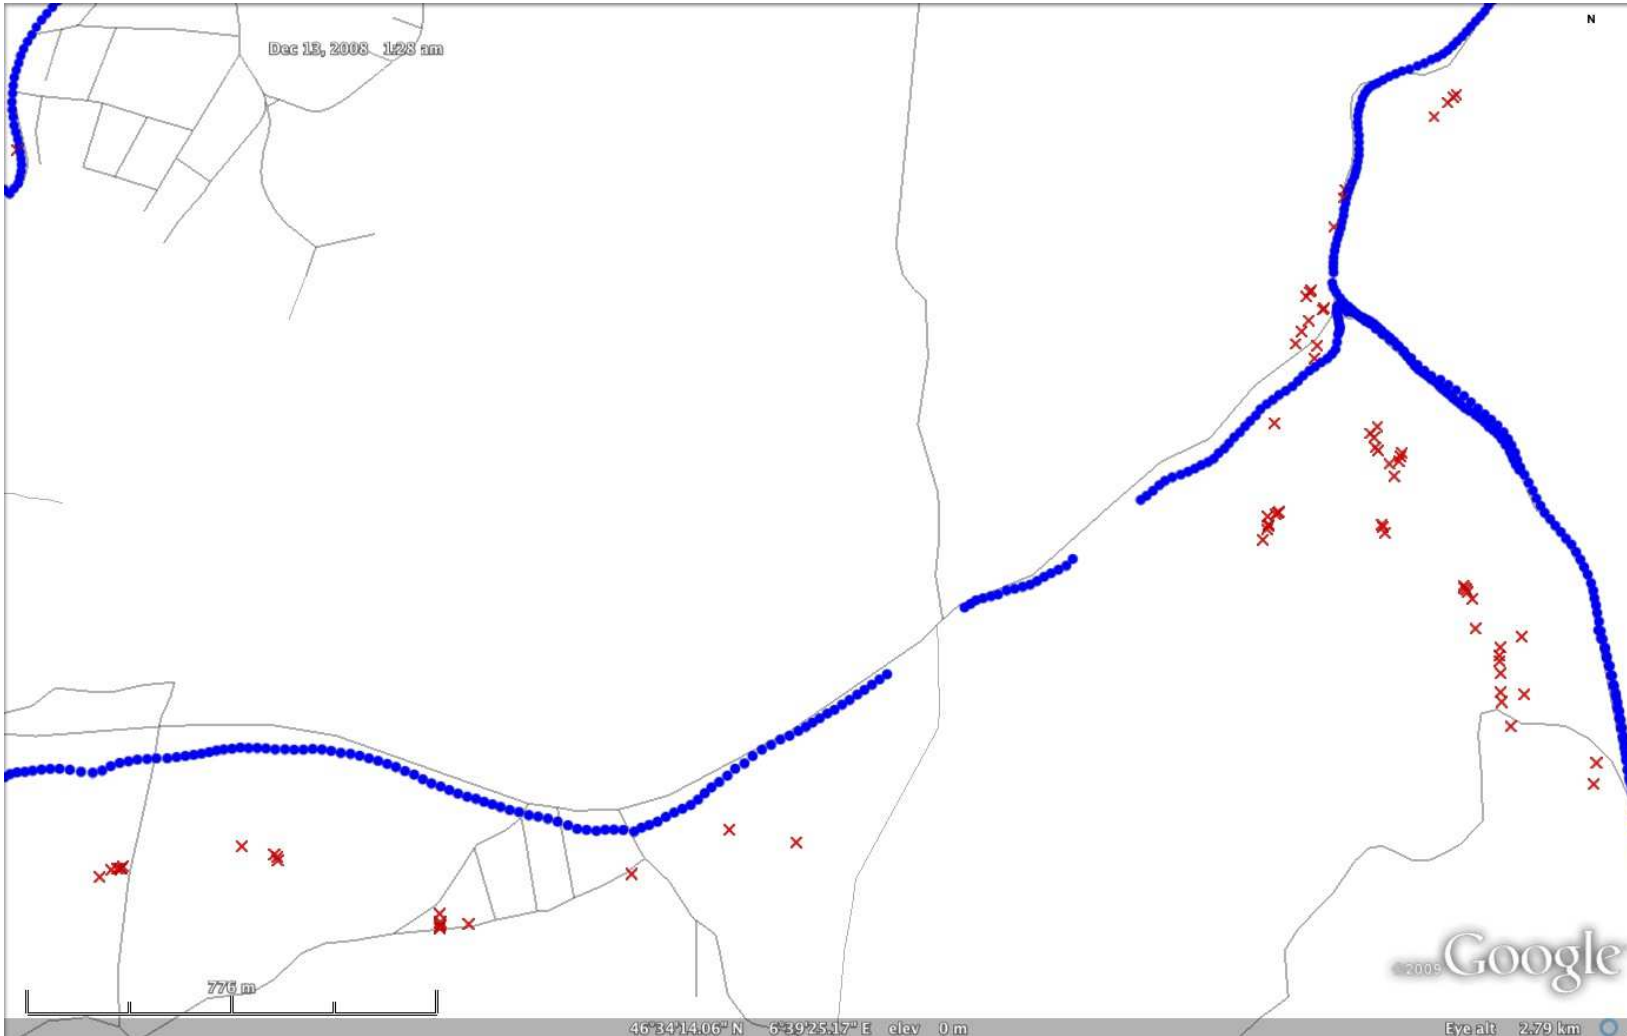 N
Dec 13, 2008 1:28 am
©2009 Google
776 m
46°34'14.06" N 6°39'25.17" E elev 0 m
Eye alt 2.79 km